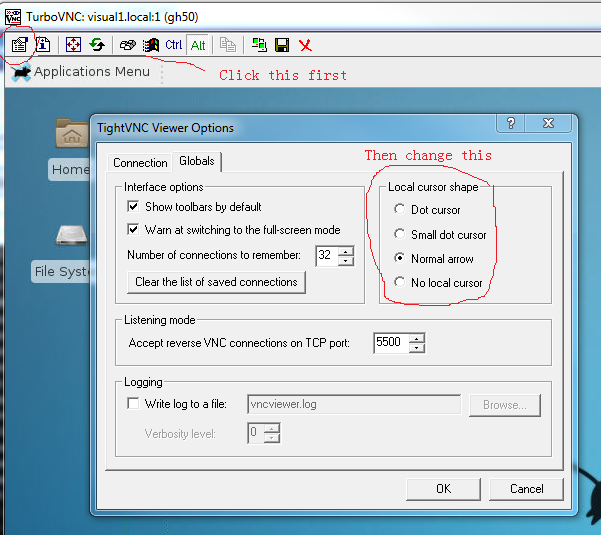 TurboVNC: visual1.local:1 (gh50)
Ctrl Alt
Click this first
Applications Menu
Home
File Sys
TightVNC Viewer Options
Connection Globals
Then change this
Interface options
Show toolbars by default
Warn at switching to the full-screen mode
Number of connections to remember: 32
Clear the list of saved connections
Local cursor shape
Dot cursor
Small dot cursor
Normal arrow
No local cursor
Listening mode
Accept reverse VNC connections on TCP port: 5500
Logging
Write log to a file: vncviewer.log Browse...
Verbosity level: 0
OK Cancel